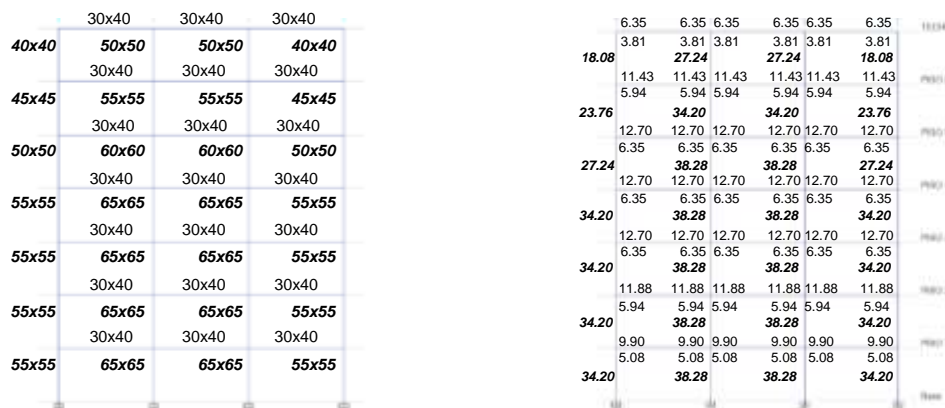 30x40 30x40 30x40
40x40 50x50 50x50 40x40
30x40 30x40 30x40
45x45 55x55 55x55 45x45
30x40 30x40 30x40
50x50 60x60 60x60 50x50
30x40 30x40 30x40
55x55 65x65 65x65 55x55
30x40 30x40 30x40
55x55 65x65 65x65 55x55
30x40 30x40 30x40
55x55 65x65 65x65 55x55
30x40 30x40 30x40
55x55 65x65 65x65 55x55
6.35 6.35 6.35 6.35 6.35 6.35
3.81 3.81 3.81 3.81 3.81 3.81
18.08 27.24 27.24 18.08
11.43 11.43 11.43 11.43 11.43 11.43
5.94 5.94 5.94 5.94 5.94 5.94
23.76 34.20 34.20 23.76
12.70 12.70 12.70 12.70 12.70 12.70
6.35 6.35 6.35 6.35 6.35 6.35
27.24 38.28 38.28 27.24
12.70 12.70 12.70 12.70 12.70 12.70
6.35 6.35 6.35 6.35 6.35 6.35
34.20 38.28 38.28 34.20
12.70 12.70 12.70 12.70 12.70 12.70
6.35 6.35 6.35 6.35 6.35 6.35
34.20 38.28 38.28 34.20
11.88 11.88 11.88 11.88 11.88 11.88
5.94 5.94 5.94 5.94 5.94 5.94
34.20 38.28 38.28 34.20
9.90 9.90 9.90 9.90 9.90 9.90
5.08 5.08 5.08 5.08 5.08 5.08
34.20 38.28 38.28 34.20